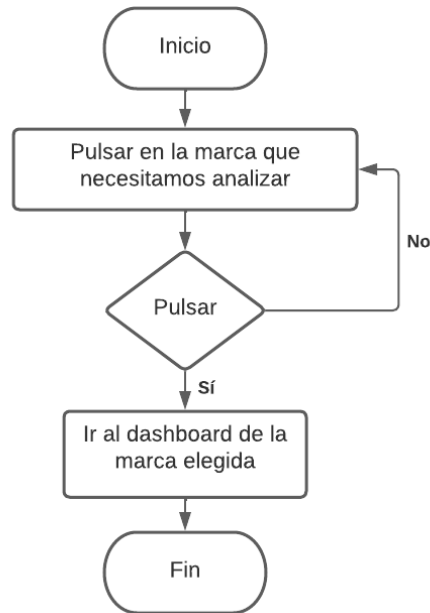 Inicio
Pulsar en la marca que
necesitamos analizar
No
Pulsar
Sí
Ir al dashboard de la
marca elegida
Fin